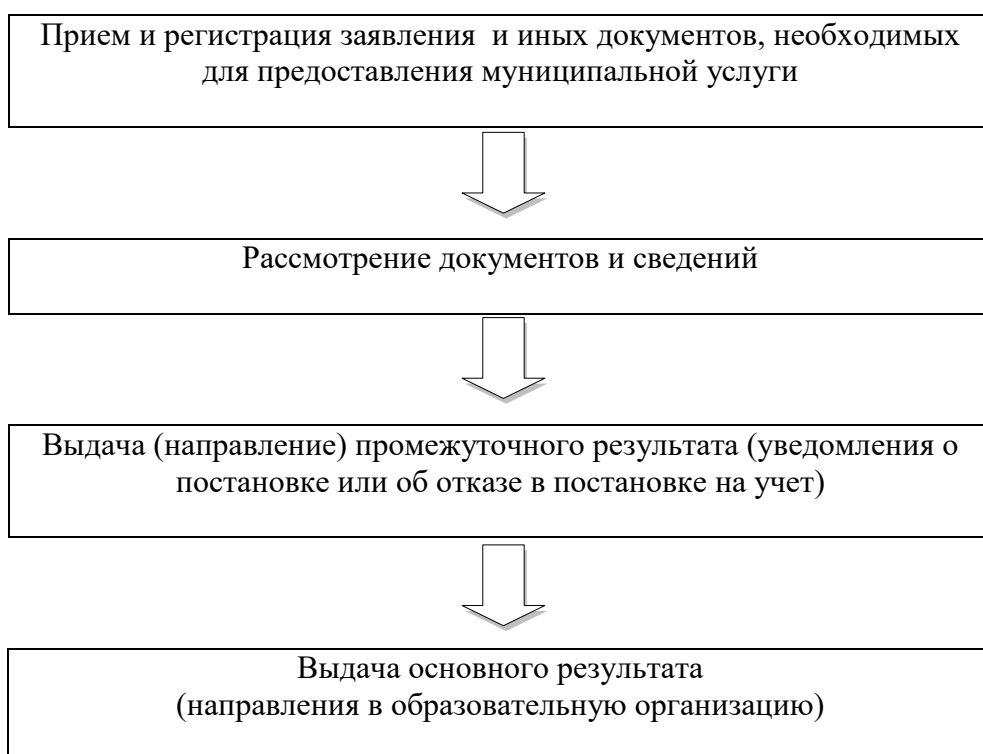 Прием и регистрация заявления  и иных документов, необходимых
для предоставления муниципальной услуги
Рассмотрение документов и сведений
Выдача (направление) промежуточного результата (уведомления о
постановке или об отказе в постановке на учет)
Выдача основного результата
(направления в образовательную организацию)